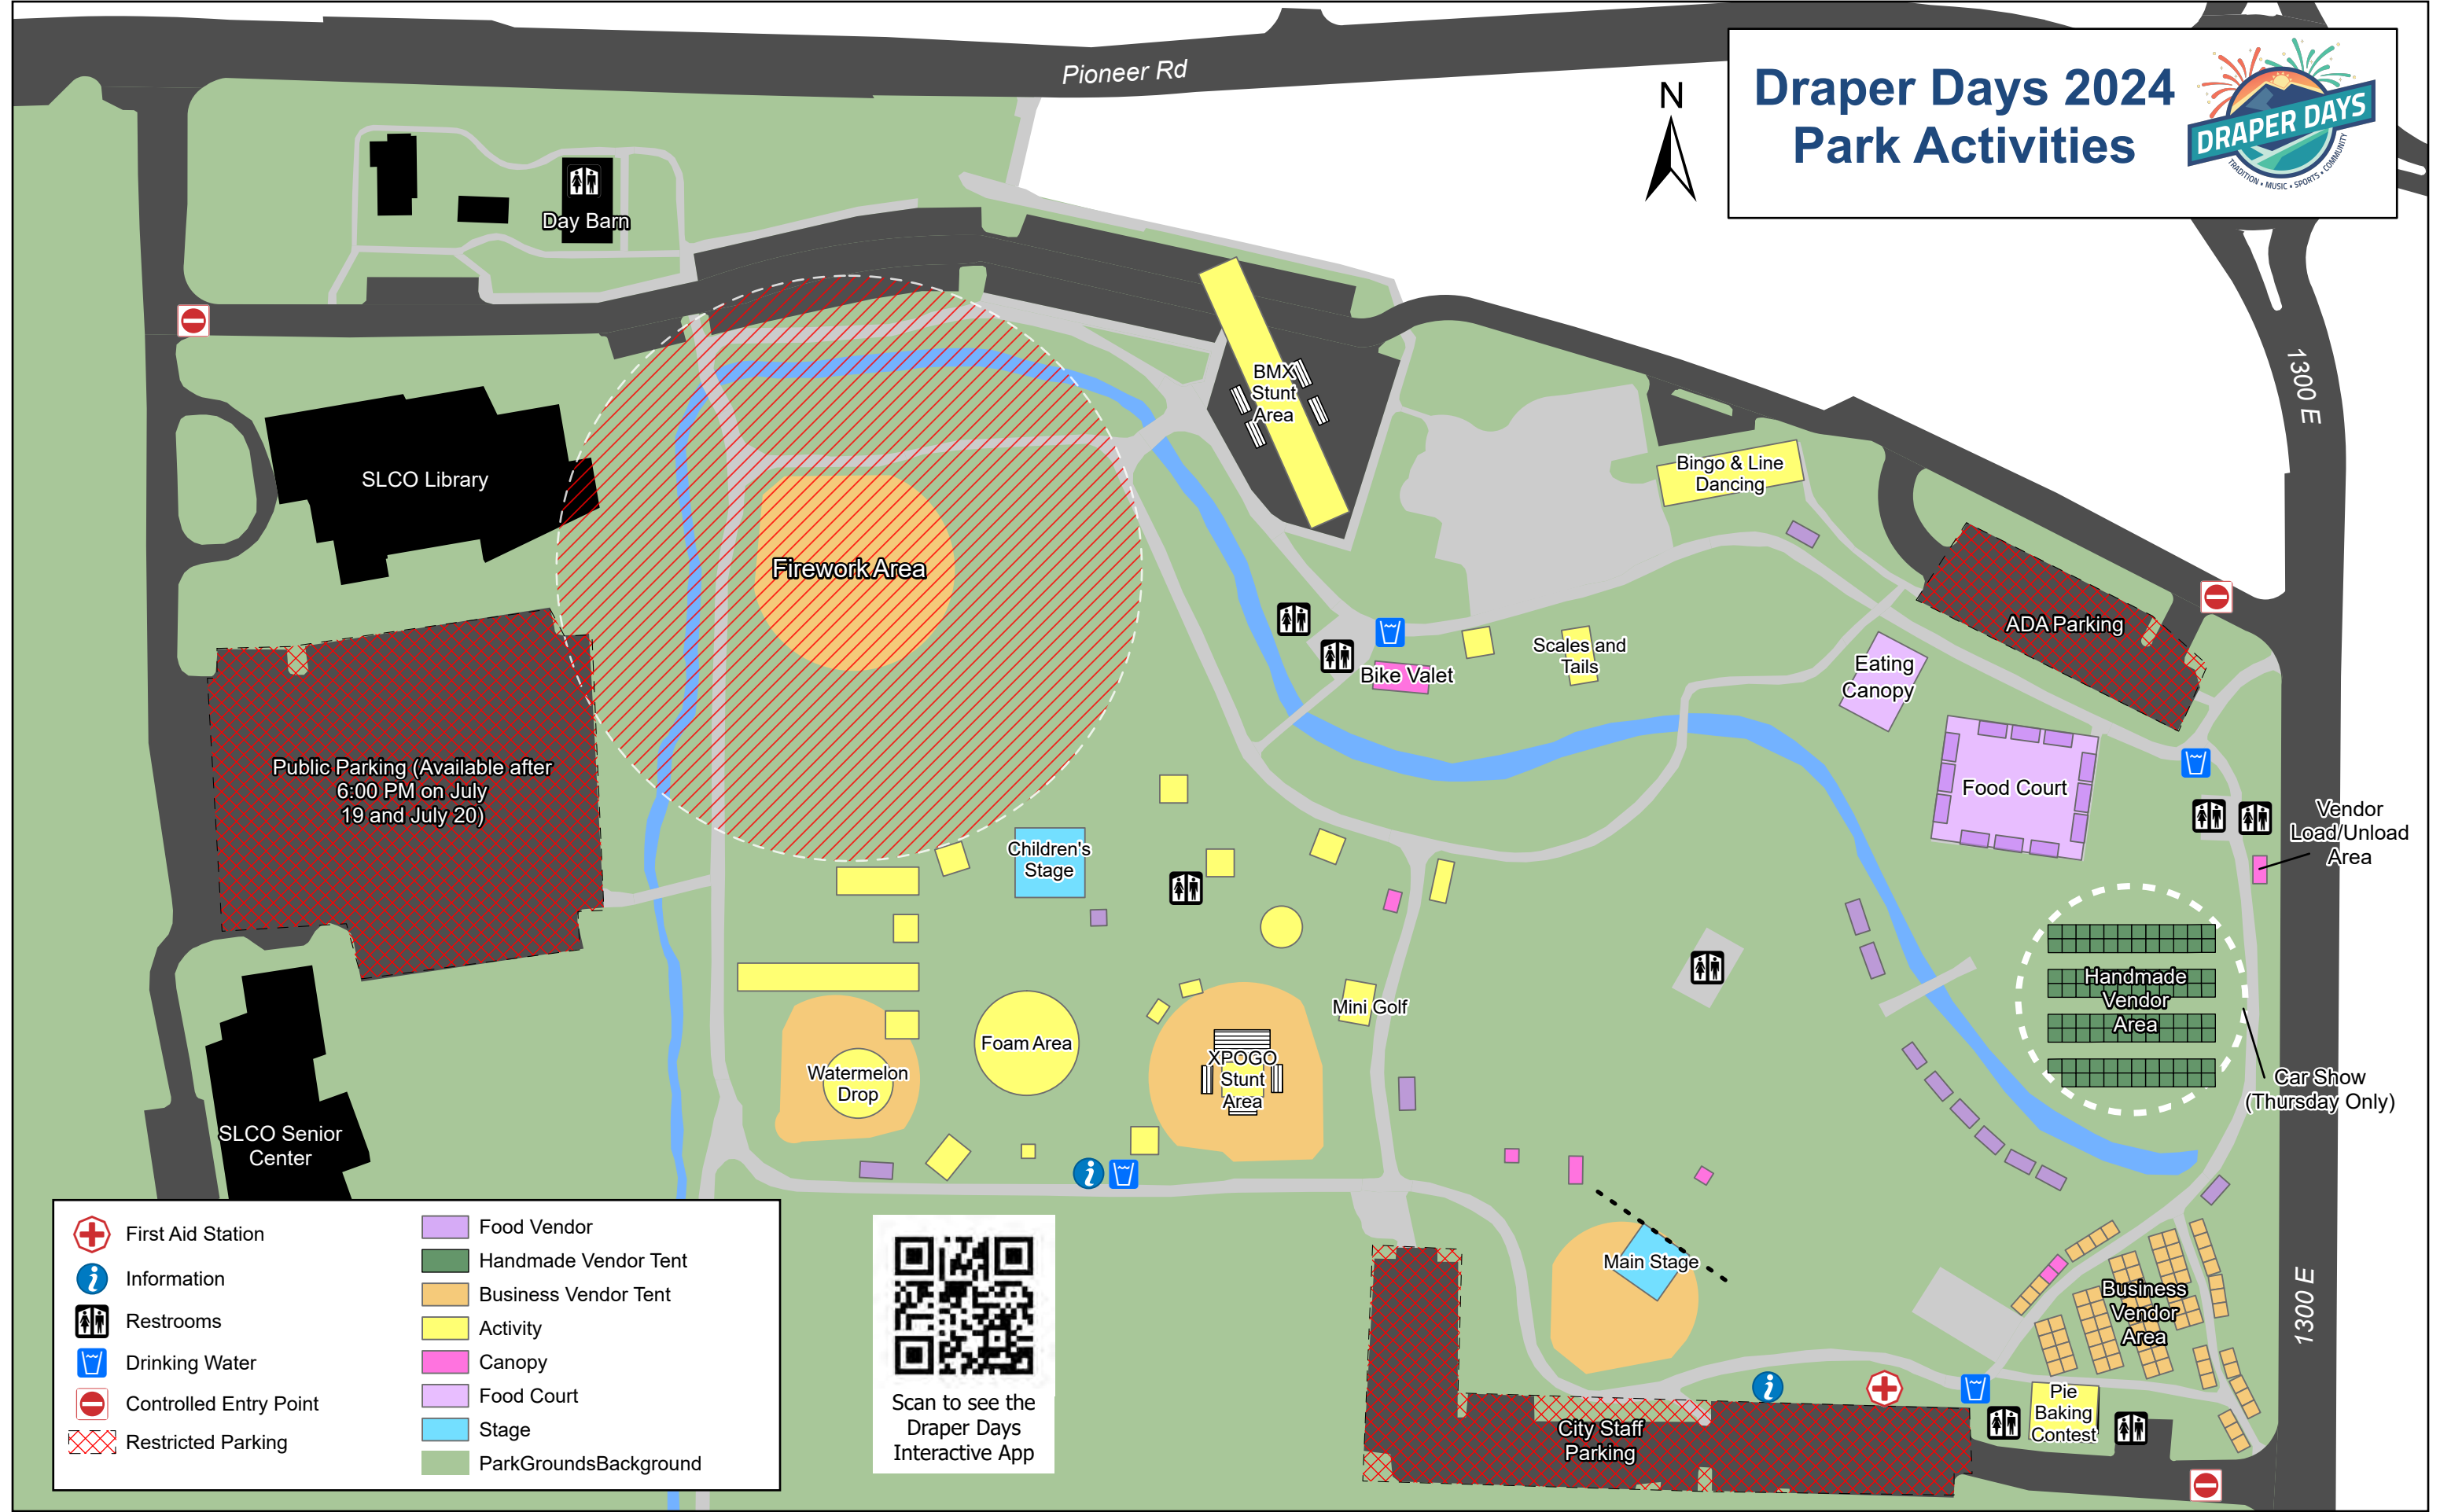 Pioneer Rd
N
Draper Days 2024
Park Activities
DRAPER DAYS
TRADITION • MUSIC • SPORTS • COMMUNITY
Day Barn
1300 E
BMX
Stunt
Area
Bingo & Line
Dancing
SLCO Library
Firework Area
ADA Parking
Scales and
Tails
Bike Valet
Eating
Canopy
Food Court
Public Parking (Available after
6:00 PM on July
19 and July 20)
Vendor
Load/Unload
Area
Children's
Stage
Handmade
Vendor
Area
Mini Golf
Foam Area
XPOGO
Stunt
Area
Watermelon
Drop
Car Show
(Thursday Only)
SLCO Senior
Center
Main Stage
Business
Vendor
Area
1300 E
Pie
Baking
Contest
City Staff
Parking
First Aid Station
Information
Restrooms
Drinking Water
Controlled Entry Point
Restricted Parking
Food Vendor
Handmade Vendor Tent
Business Vendor Tent
Activity
Canopy
Food Court
Stage
ParkGroundsBackground
Scan to see the
Draper Days
Interactive App